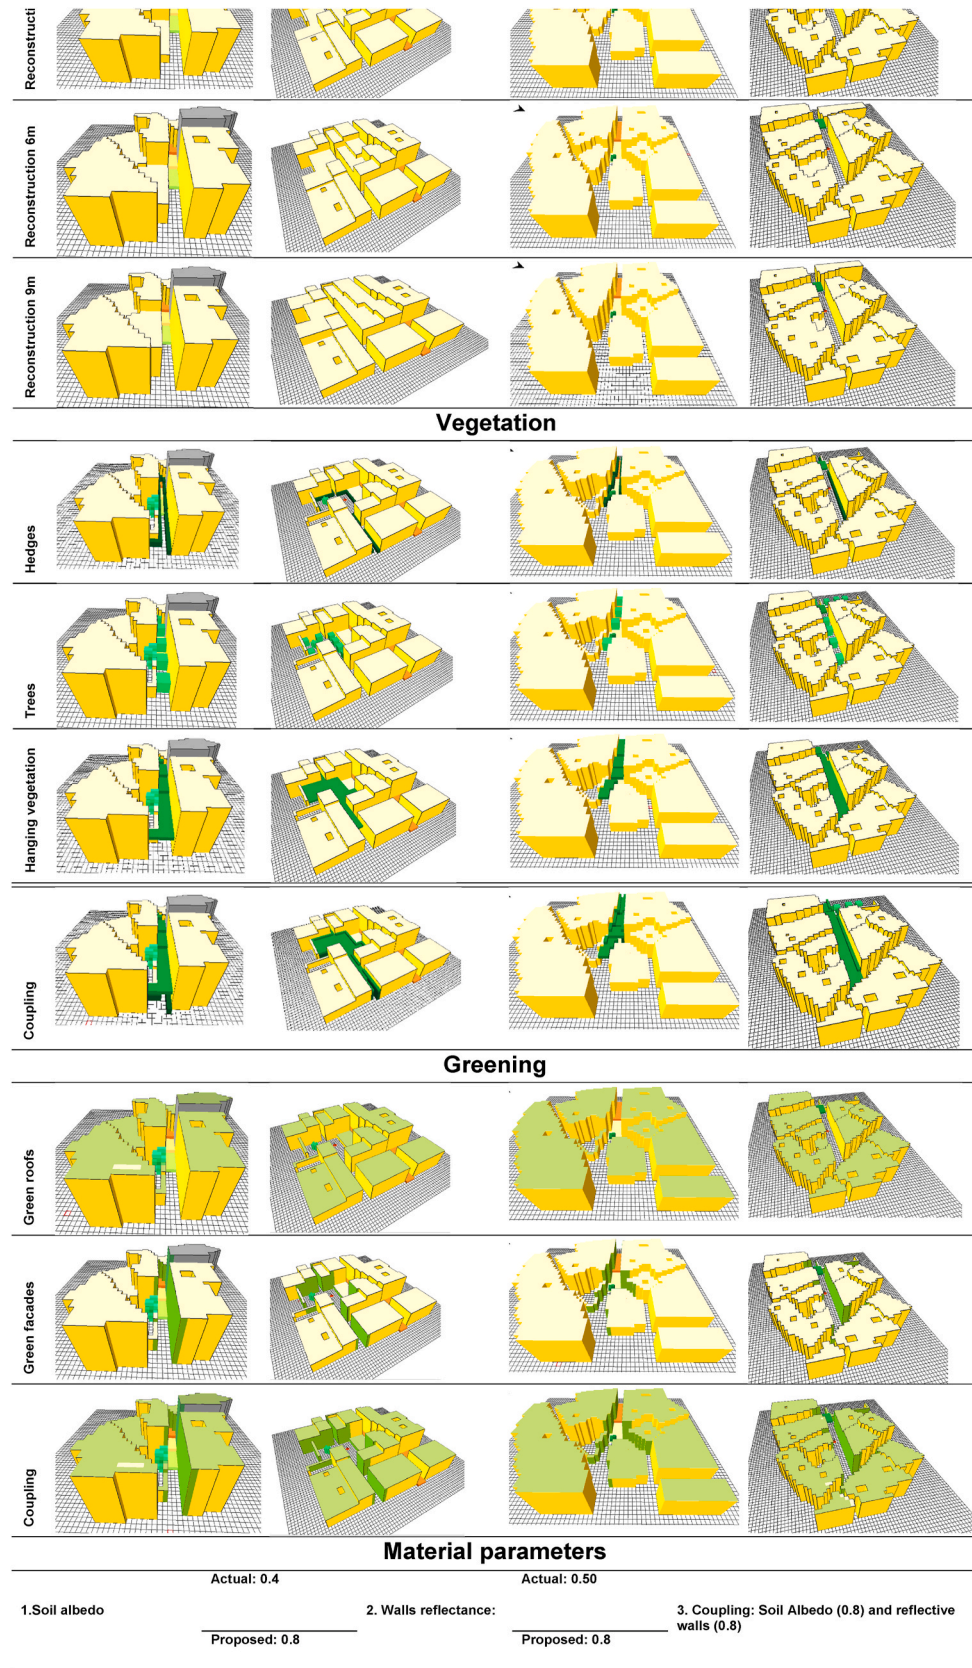 Reconstructi
Reconstruction 6m
Reconstruction 9m
Vegetation
Hedges
Trees
Hanging vegetation
Coupling
Greening
Green roofs
Green facades
Coupling
Material parameters
Actual: 0.4
Actual: 0.50
1.Soil albedo
2. Walls reflectance:
3. Coupling: Soil Albedo (0.8) and reflective
walls (0.8)
Proposed: 0.8
Proposed: 0.8